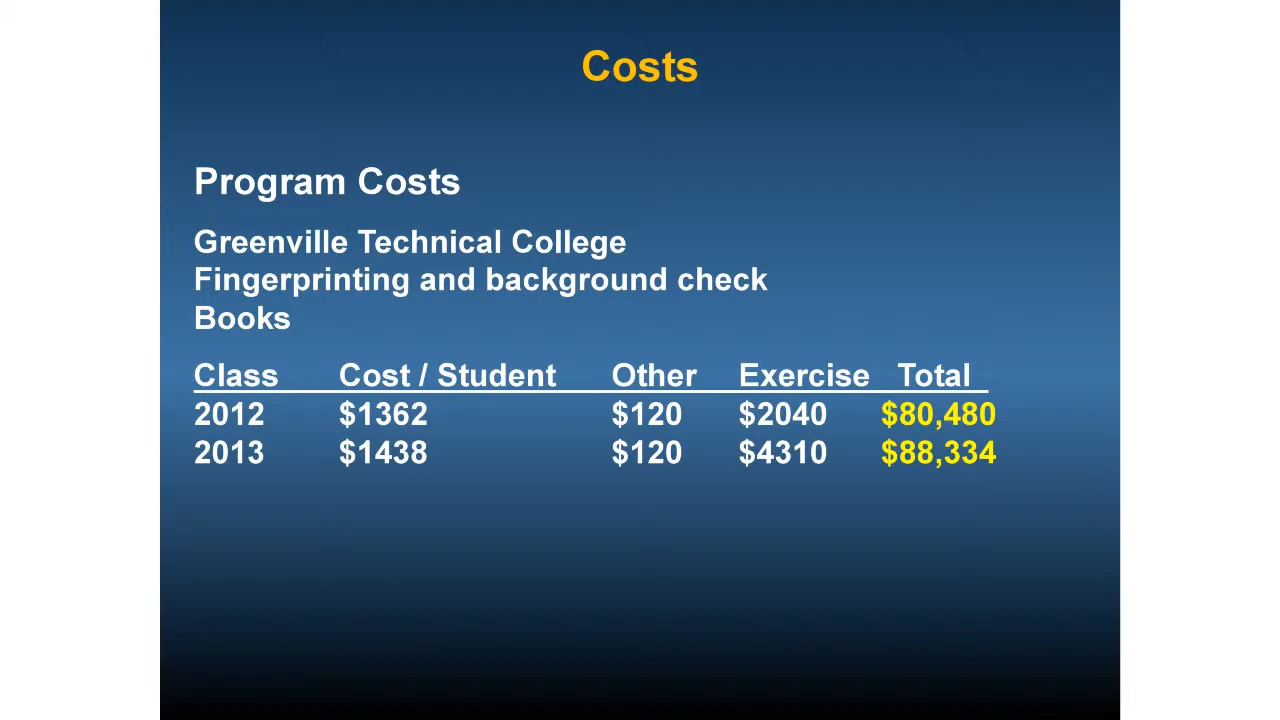 Costs
Program Costs
Greenville Technical College
Fingerprinting and background check
Books
Class Cost / Student Other Exercise Total
2012 $1362 $120 $2040 $80,480
2013 $1438 $120 $4310 $88,334